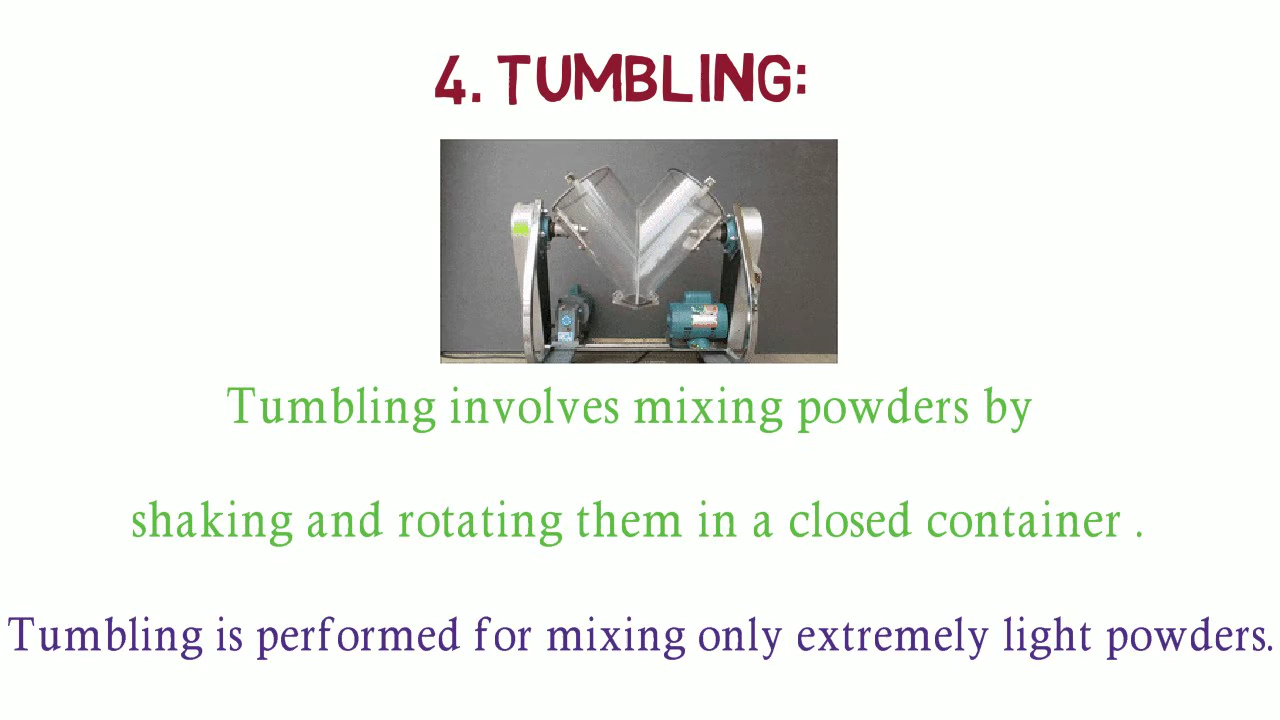 4. TUMBLING:
Tumbling involves mixing powders by
shaking and rotating them in a closed container .
Tumbling is performed for mixing only extremely light powders.